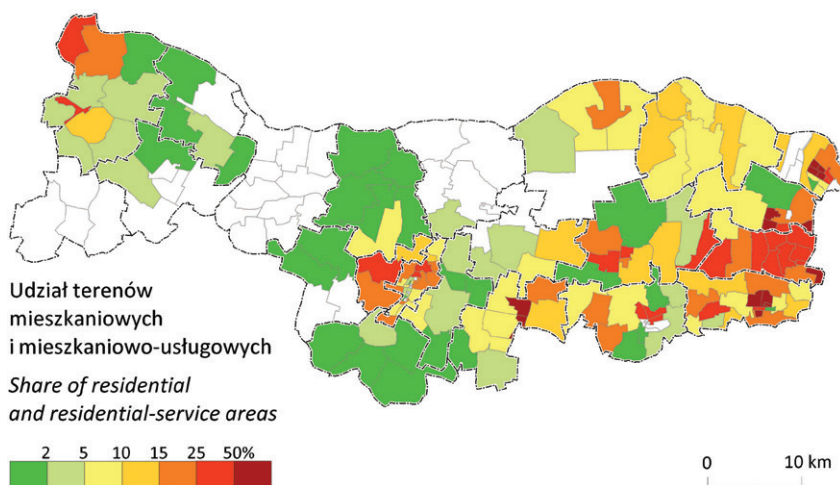 Udział terenów
mieszkaniowych
i mieszkaniowo-usługowych
Share of residential
and residential-service areas
2 5 10 15 25 50%
0 10 km